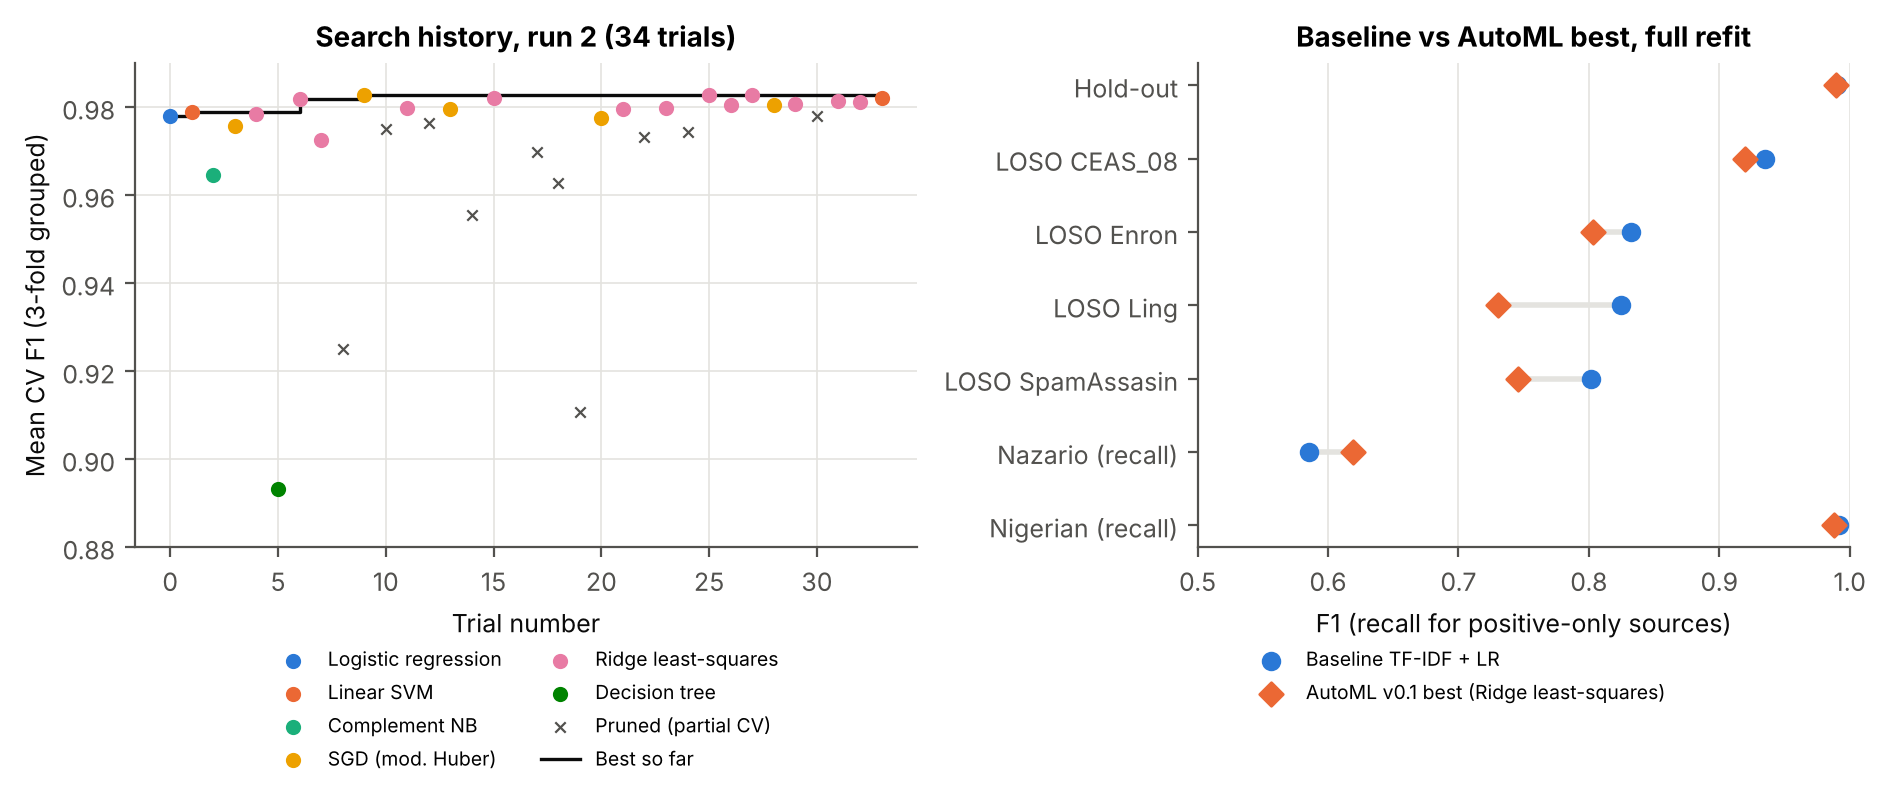 Search history, run 2 (34 trials)
Mean CV F1 (3-fold grouped)
0.98
0.96
0.94
0.92
0.90
0.88
0
5
10
15
20
25
30
Trial number
Logistic regression
Linear SVM
Complement NB
SGD (mod. Huber)
Ridge least-squares
Decision tree
Pruned (partial CV)
Best so far
Baseline vs AutoML best, full refit
Hold-out
LOSO CEAS_08
LOSO Enron
LOSO Ling
LOSO SpamAssasin
Nazario (recall)
Nigerian (recall)
0.5
0.6
0.7
0.8
0.9
1.0
F1 (recall for positive-only sources)
Baseline TF-IDF + LR
AutoML v0.1 best (Ridge least-squares)